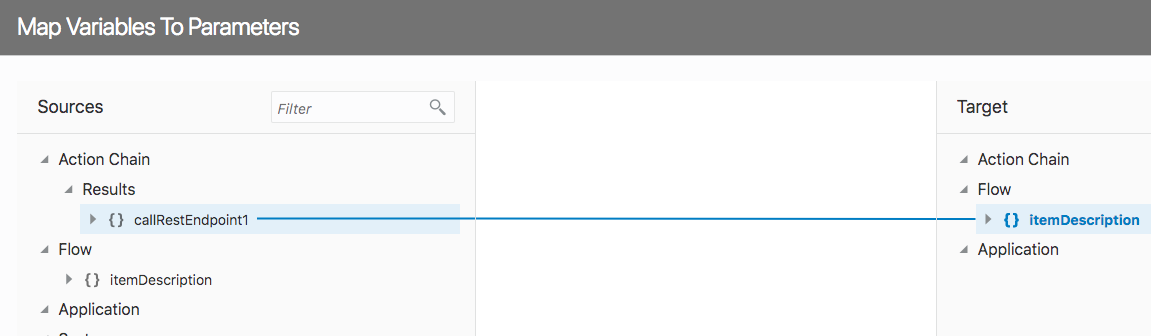 Map Variables To Parameters
Sources
Filter
Target
Action Chain
Results
{} callRestEndpoint1
Flow
{} itemDescription
Application
Action Chain
Flow
{} itemDescription
Application